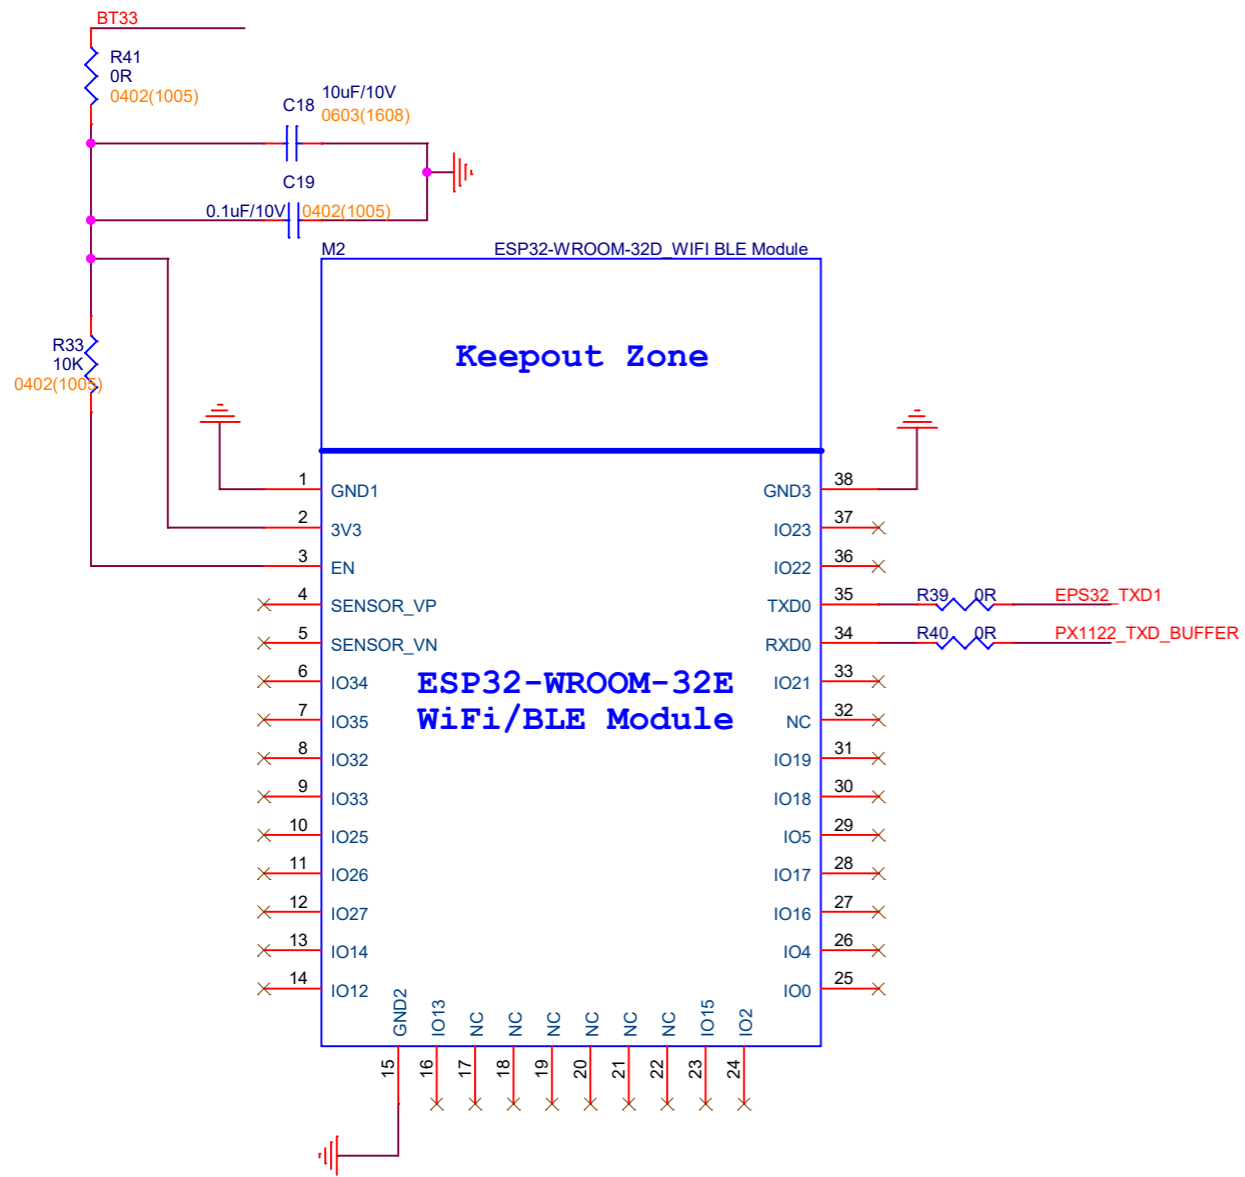 BT33
R41
0R
0402(1005)
10uF/10V
C18
0603(1608)
C19
0.1uF/10V
0402(1005)
M2
ESP32-WROOM-32D_WIFI BLE Module
Keepout Zone
R33
10K
0402(1005)
1
GND1
GND3
38
2
3V3
IO23
37
3
EN
IO22
36
4
SENSOR_VP
TXD0
35
R39
0R
EPS32_TXD1
5
SENSOR_VN
RXD0
34
R40
0R
PX1122_TXD_BUFFER
6
IO34
IO21
33
ESP32-WROOM-32E
WiFi/BLE Module
7
IO35
NC
32
8
IO32
IO19
31
9
IO33
IO18
30
10
IO25
IO5
29
11
IO26
IO17
28
12
IO27
IO16
27
13
IO14
IO4
26
14
IO12
IO0
25
GND2
IO13
NC
NC
NC
NC
NC
NC
IO15
IO2
15
16
17
18
19
20
21
22
23
24